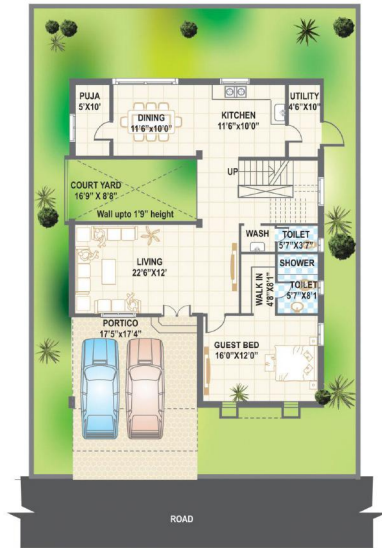 PUJA
5'X10'
DINING
11'6"x10'0"
KITCHEN
11'6"x10'0"
UTILITY
4'6"X10"
UP
COURT YARD
16'9" X 8'8"
Wall upto 1'9" height
WASH
TOILET
5'7"X3'7"
SHOWER
LIVING
22'6"X12'
WALK IN
4'8"X8'1"
TOILET
5'7"X8'1
PORTICO
17'5"x17'4"
GUEST BED
16'0"X12'0"
ROAD